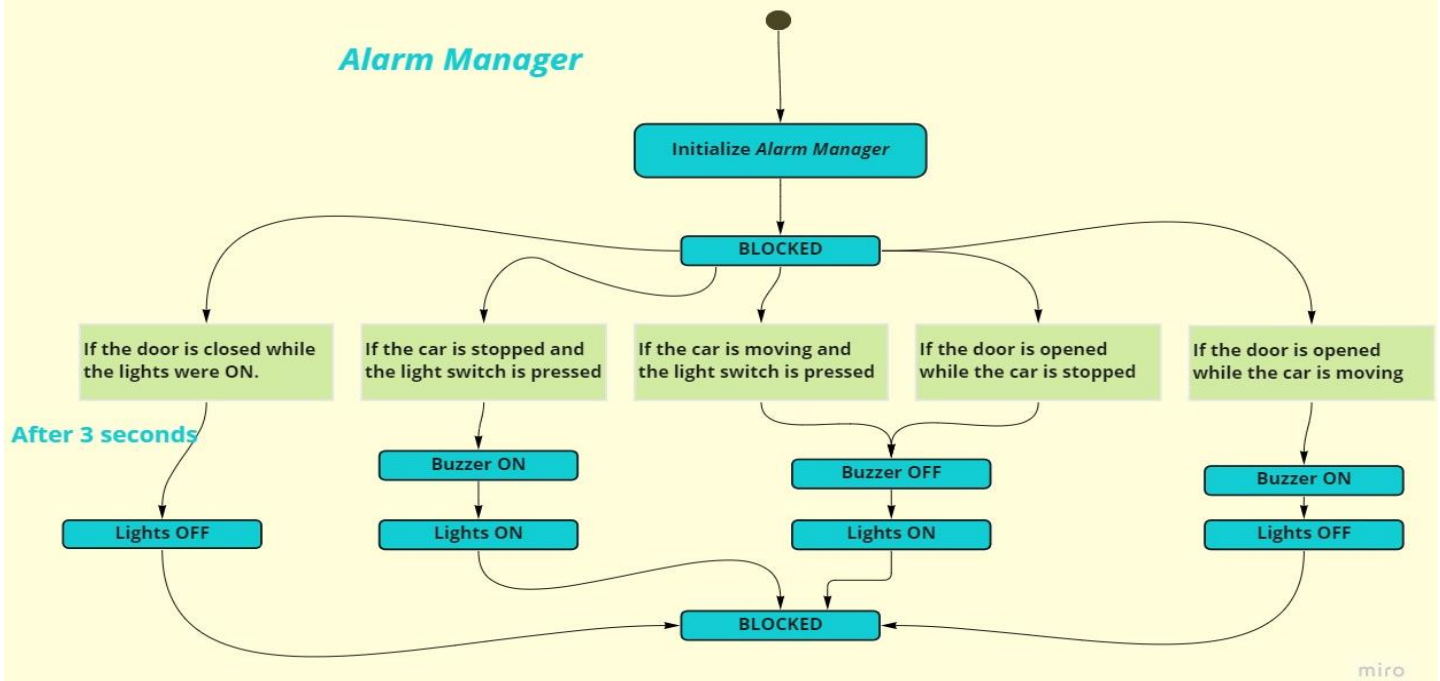 Alarm Manager
Initialize Alarm Manager
BLOCKED
If the door is closed while
the lights were ON.
If the car is stopped and
the light switch is pressed
If the car is moving and
the light switch is pressed
If the door is opened
while the car is stopped
If the door is opened
while the car is moving
After 3 seconds
Buzzer ON
Buzzer OFF
Buzzer ON
Lights OFF
Lights ON
Lights ON
Lights OFF
BLOCKED
miro